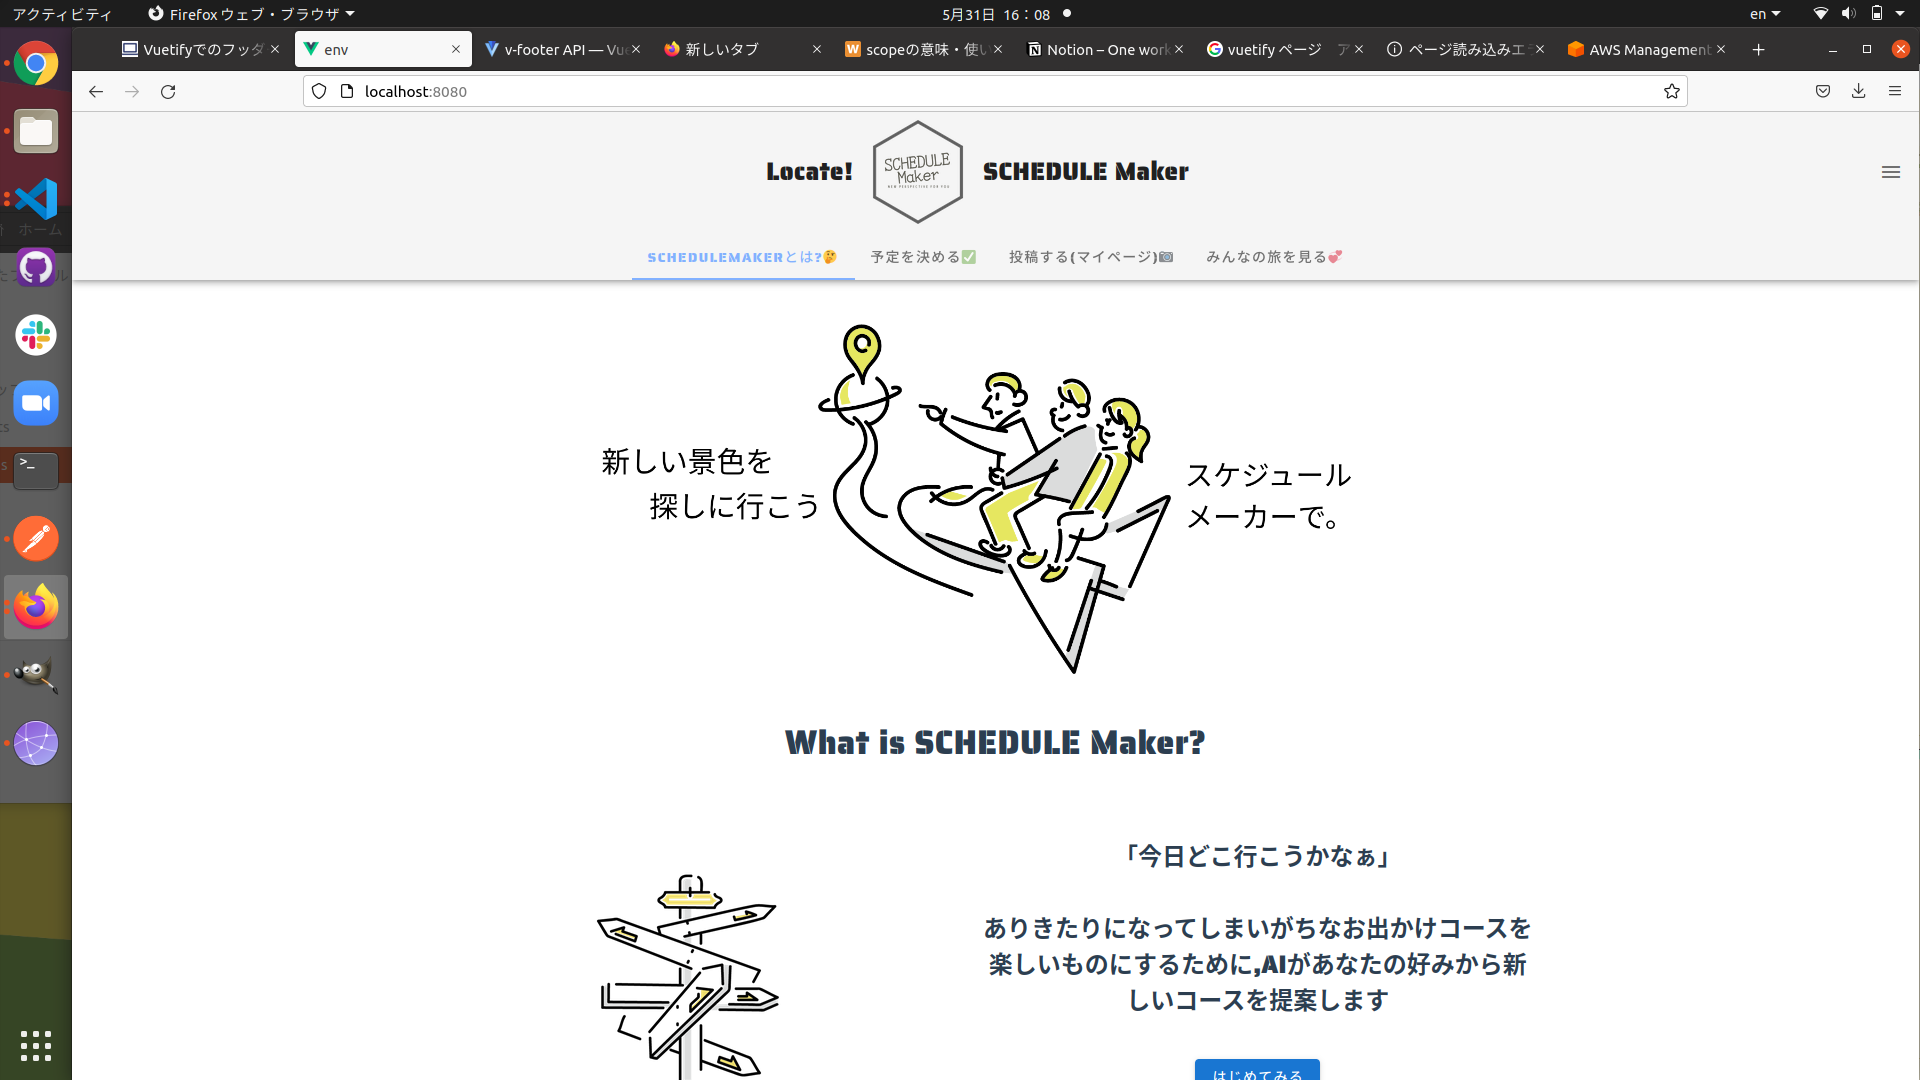 アクティビティ
Firefox ウェブ・ブラウザ
5月31日 16：08
en
Vuetifyでのフッタ
env
v-footer API — Vue
新しいタブ
scopeの意味・使い
Notion – One work
vuetify ページ ア
ページ読み込みエラ
AWS Management
localhost:8080
Locate!
SCHEDULE
Maker
NEW PERSPECTIVE FOR YOU
SCHEDULE Maker
ホーム
SCHEDULEMAKERとは?🤔
予定を決める✅
投稿する(マイページ)📷
みんなの旅を見る💞
新しい景色を
探しに行こう
スケジュール
メーカーで。
What is SCHEDULE Maker?
「今日どこ行こうかなぁ」
ありきたりになってしまいがちなお出かけコースを
楽しいものにするために,AIがあなたの好みから新
しいコースを提案します
はじめてみる